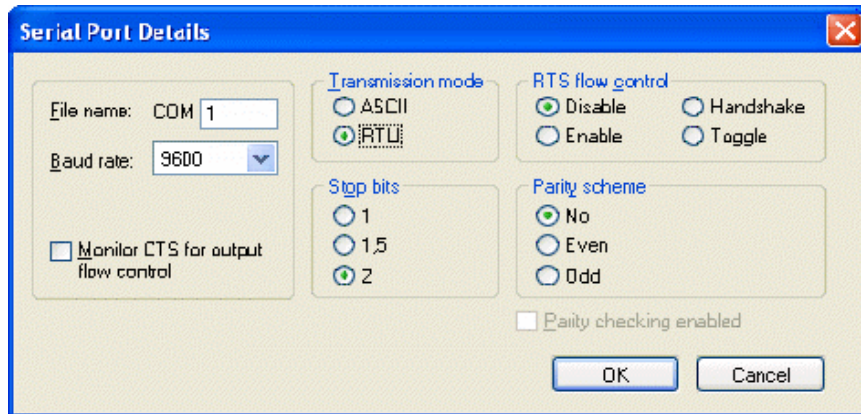 Serial Port Details
File name: COM 1
Baud rate: 9600
Monitor CTS for output
flow control
Transmission mode
ASCII
RTU
Stop bits
1
1,5
2
RTS flow control
Disable
Handshake
Enable
Toggle
Parity scheme
No
Even
Odd
Parity checking enabled
OK
Cancel